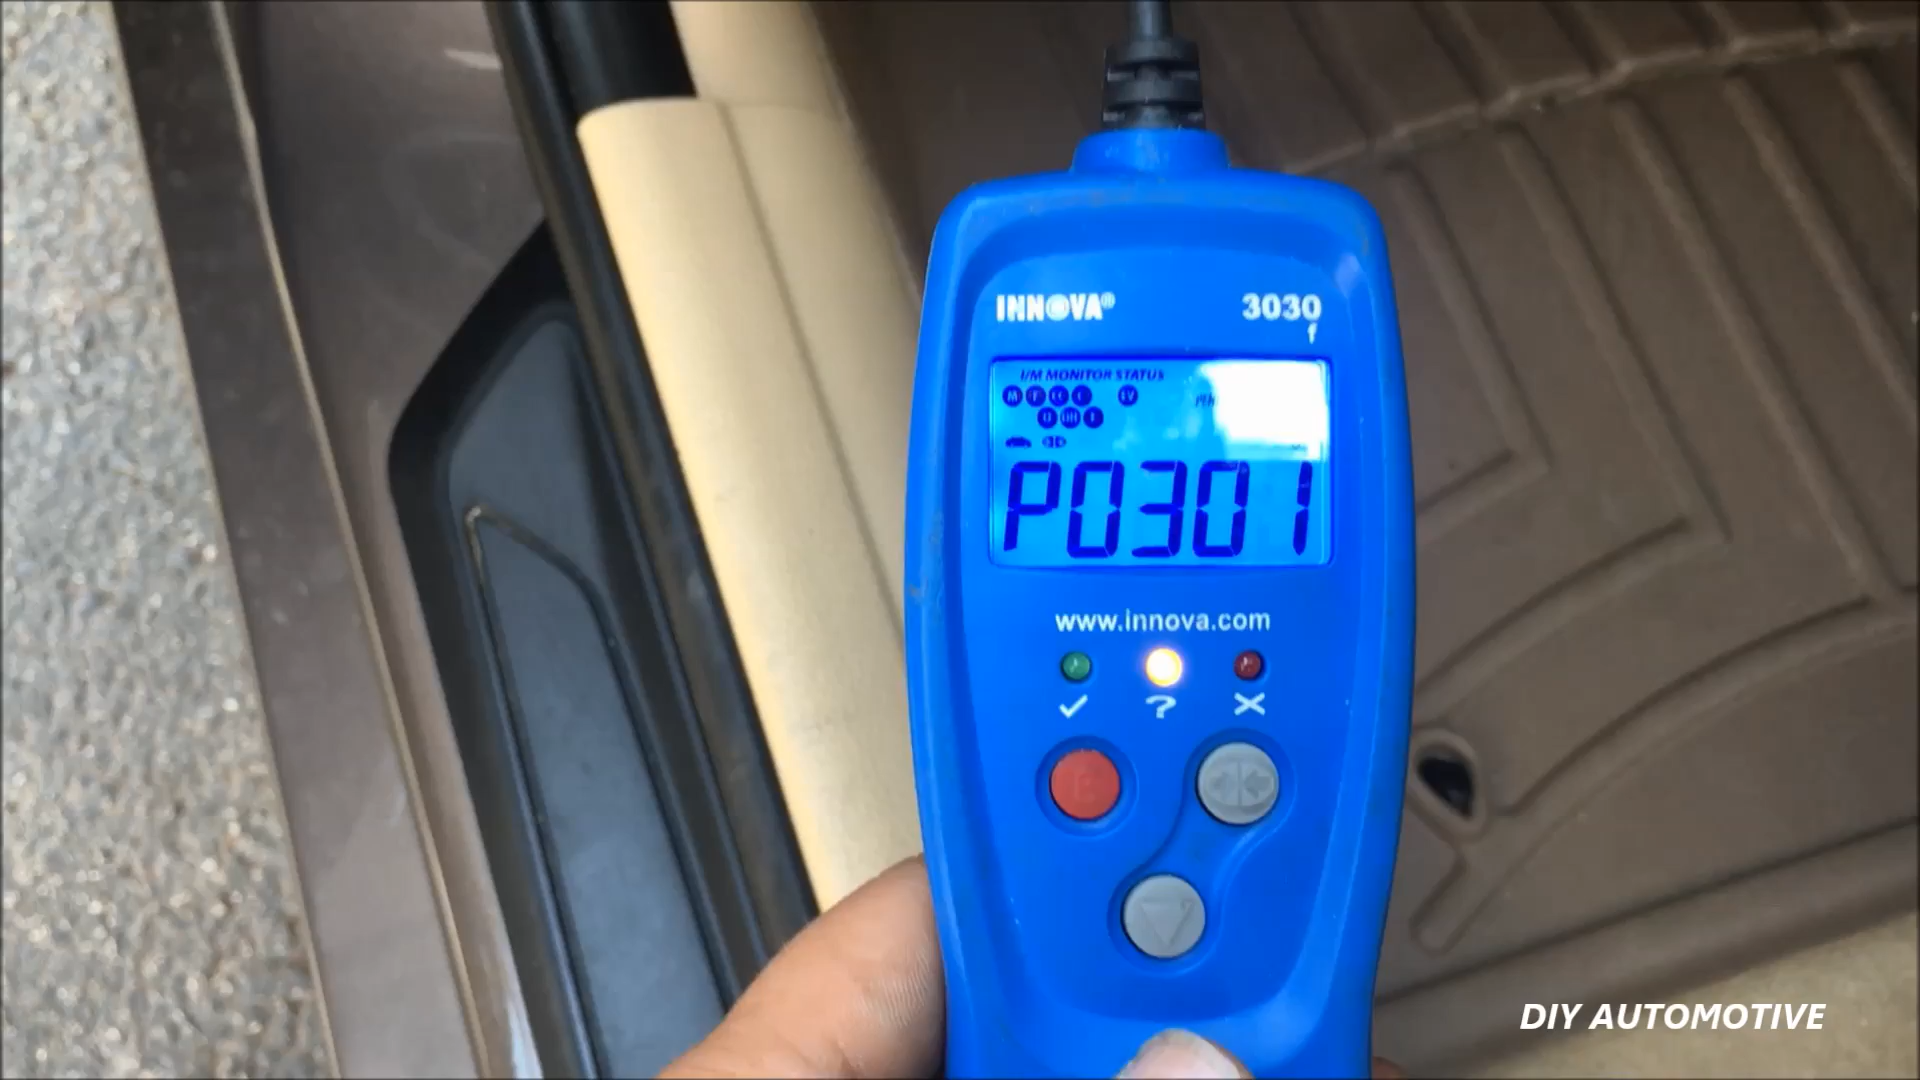 INNOVA® 3030
f
I/M MONITOR STATUS
P0301
www.innova.com
DIY AUTOMOTIVE